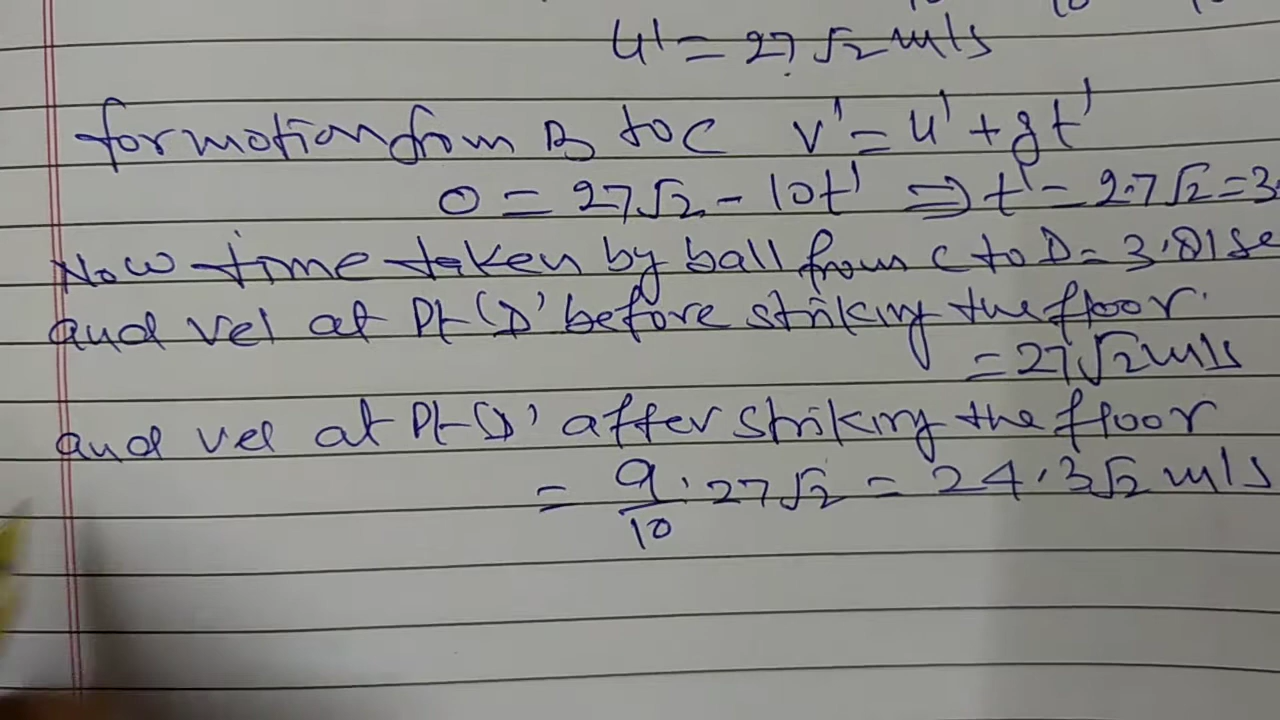 u' = 27√2 m/s
for motion from B to C v' = u' + gt'
0 = 27√2 - 10t' ⇒ t' = 2.7√2 = 3.
Now time taken by ball from C to D = 3.81 se
and vel at Pt 'D' before striking the floor.
= 27√2 m/s
and vel at Pt 'D' after striking the floor
= 9/10 . 27√2 = 24.3√2 m/s